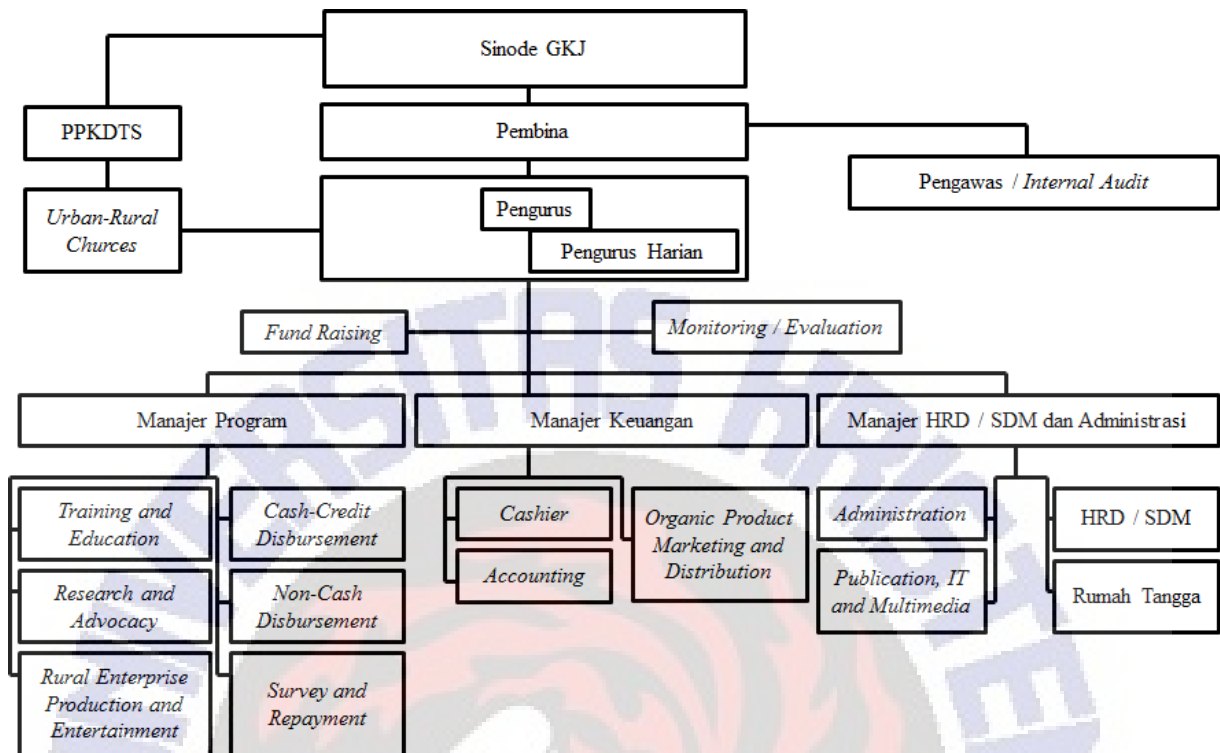 Sinode GKJ
PPKDTS
Pembina
Pengawas / Internal Audit
Urban-Rural
Churces
Pengurus
Pengurus Harian
Fund Raising
Monitoring / Evaluation
Manajer Program
Manajer Keuangan
Manajer HRD / SDM dan Administrasi
Training and
Education
Cash-Credit
Disbursement
Research and
Advocacy
Non-Cash
Disbursement
Rural Enterprise
Production and
Entertainment
Survey and
Repayment
Cashier
Accounting
Organic Product
Marketing and
Distribution
Administration
Publication, IT
and Multimedia
HRD / SDM
Rumah Tangga
UNIVERSITAS KRISTEN